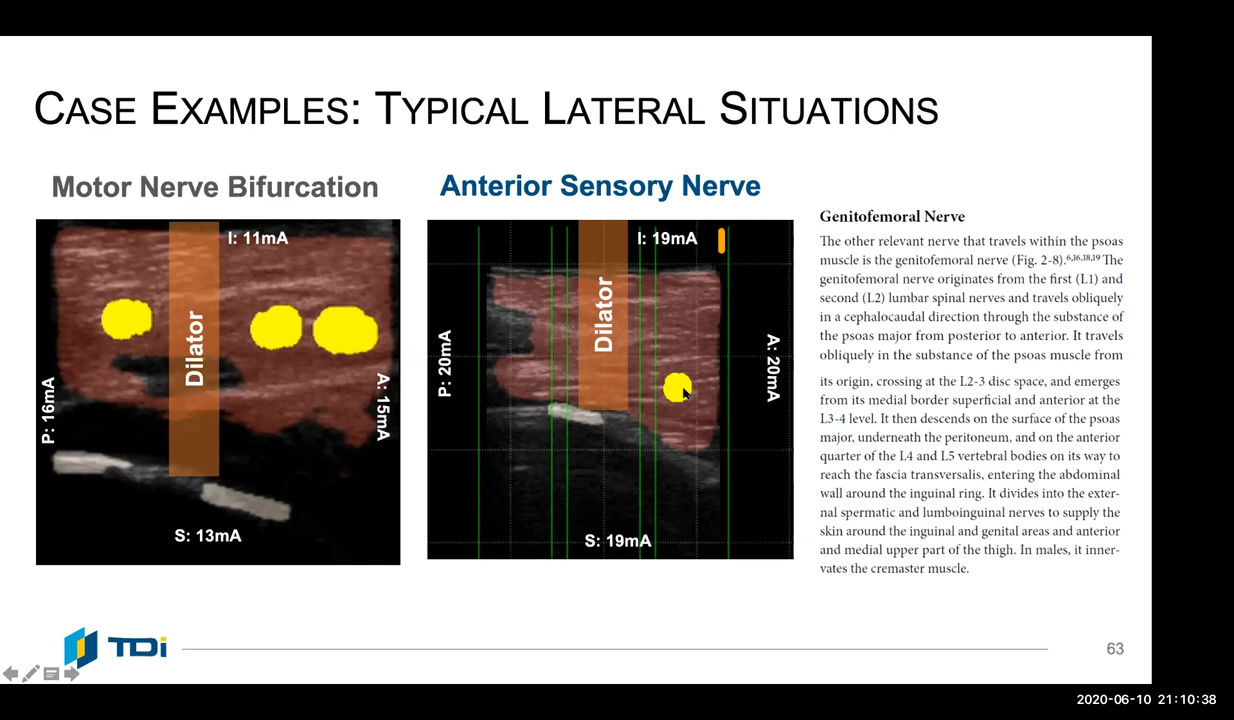 CASE EXAMPLES: TYPICAL LATERAL SITUATIONS
Motor Nerve Bifurcation
I: 11mA
Dilator
P: 16mA
A: 15mA
S: 13mA
Anterior Sensory Nerve
I: 19mA
Dilator
P: 20mA
A: 20mA
S: 19mA
Genitofemoral Nerve
The other relevant nerve that travels within the psoas
muscle is the genitofemoral nerve (Fig. 2-8).6,16,18,19 The
genitofemoral nerve originates from the first (L1) and
second (L2) lumbar spinal nerves and travels obliquely
in a cephalocaudal direction through the substance of
the psoas major from posterior to anterior. It travels
obliquely in the substance of the psoas muscle from
its origin, crossing at the L2-3 disc space, and emerges
from its medial border superficial and anterior at the
L3-4 level. It then descends on the surface of the psoas
major, underneath the peritoneum, and on the anterior
quarter of the L4 and L5 vertebral bodies on its way to
reach the fascia transversalis, entering the abdominal
wall around the inguinal ring. It divides into the exter-
nal spermatic and lumboinguinal nerves to supply the
skin around the inguinal and genital areas and anterior
and medial upper part of the thigh. In males, it inner-
vates the cremaster muscle.
TDi
63
2020-06-10 21:10:38